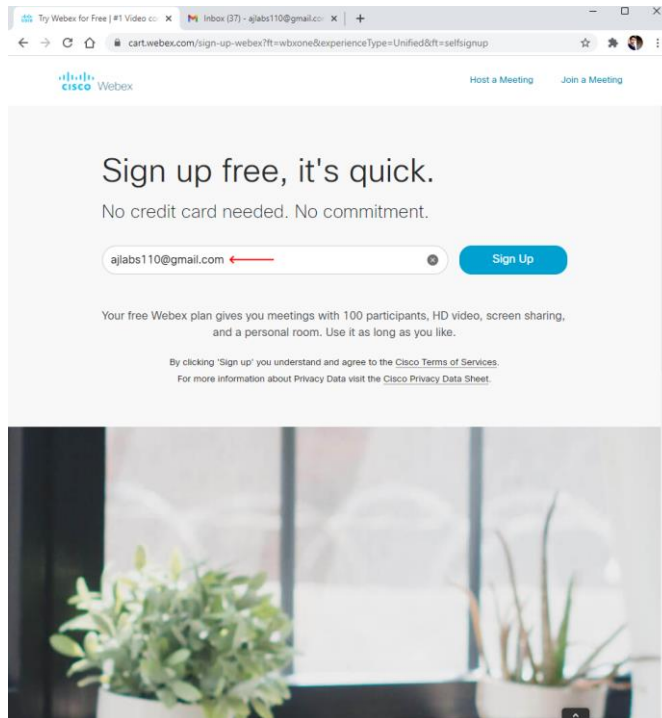 Try Webex for Free | #1 Video co
Inbox (37) - ajlabs110@gmail.co
cart.webex.com/sign-up-webex?ft=wbxone&experienceType=Unified&ft=selfsignup
cisco Webex
Host a Meeting
Join a Meeting
Sign up free, it's quick.
No credit card needed. No commitment.
ajlabs110@gmail.com
Sign Up
Your free Webex plan gives you meetings with 100 participants, HD video, screen sharing,
and a personal room. Use it as long as you like.
By clicking 'Sign up' you understand and agree to the Cisco Terms of Services.
For more information about Privacy Data visit the Cisco Privacy Data Sheet.